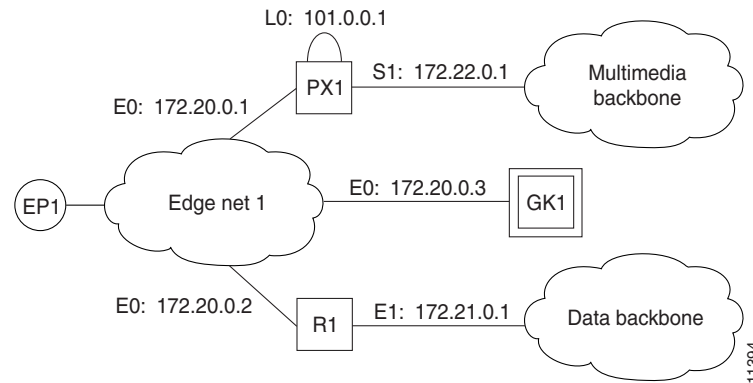 L0: 101.0.0.1
PX1
S1: 172.22.0.1
Multimedia
backbone
E0: 172.20.0.1
EP1
Edge net 1
E0: 172.20.0.3
GK1
E0: 172.20.0.2
R1
E1: 172.21.0.1
Data backbone
11394